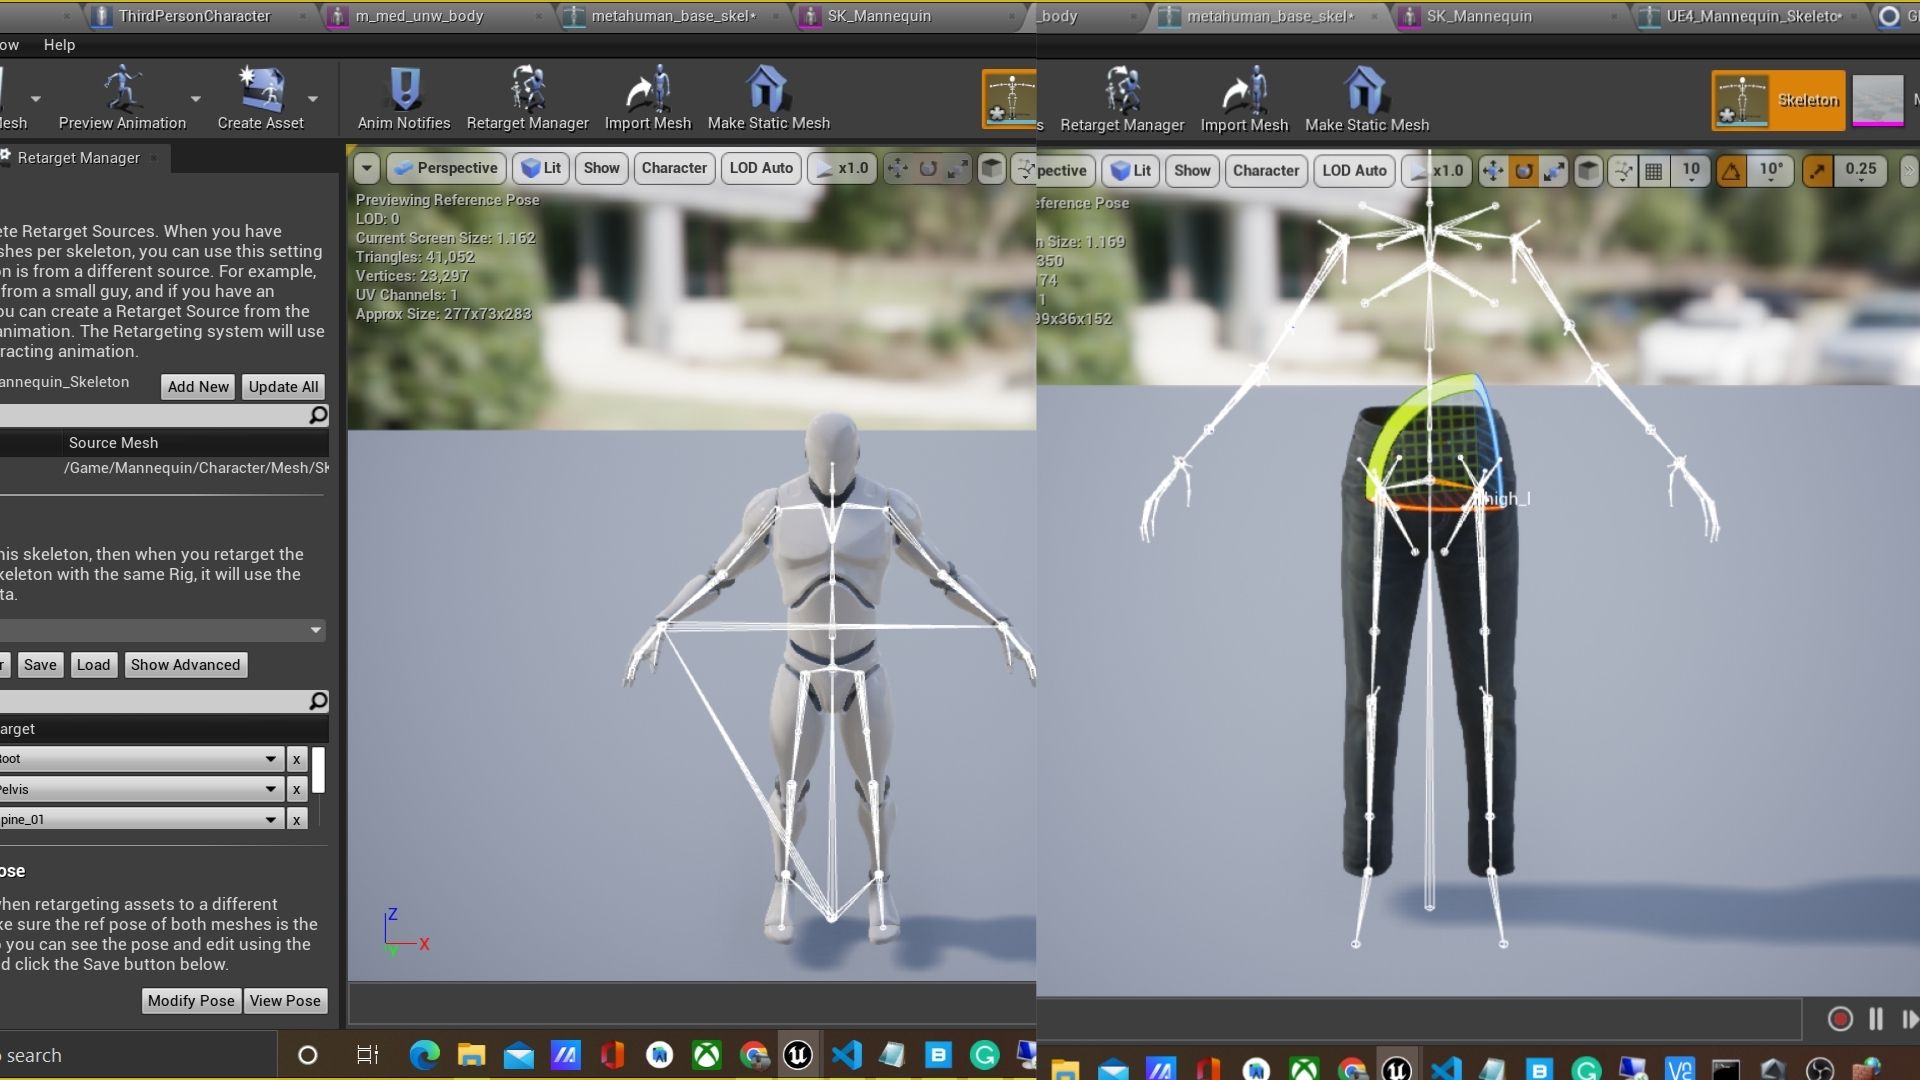 ThirdPersonCharacter
m_med_unw_body
metahuman_base_skel*
SK_Mannequin
ow
Help
esh
Preview Animation
Create Asset
Anim Notifies
Retarget Manager
Import Mesh
Make Static Mesh
Retarget Manager
Perspective
Lit
Show
Character
LOD Auto
x1.0
Previewing Reference Pose
LOD: 0
Current Screen Size: 1.162
Triangles: 41,052
Vertices: 23,297
UV Channels: 1
Approx Size: 277x73x283
ete Retarget Sources. When you have
shes per skeleton, you can use this setting
on is from a different source. For example,
from a small guy, and if you have an
ou can create a Retarget Source from the
animation. The Retargeting system will use
racting animation.
annequin_Skeleton
Add New
Update All
Source Mesh
/Game/Mannequin/Character/Mesh/SK
his skeleton, then when you retarget the
keleton with the same Rig, it will use the
ta.
r
Save
Load
Show Advanced
arget
Root
x
Pelvis
x
pine_01
x
ose
when retargeting assets to a different
ke sure the ref pose of both meshes is the
o you can see the pose and edit using the
d click the Save button below.
Modify Pose
View Pose
Z
X
Y
search
_body
metahuman_base_skel*
SK_Mannequin
UE4_Mannequin_Skeleto*
s
Retarget Manager
Import Mesh
Make Static Mesh
Skeleton
pective
Lit
Show
Character
LOD Auto
x1.0
10
10°
0.25
eference Pose
n Size: 1.169
350
174
1
99x36x152
high_l